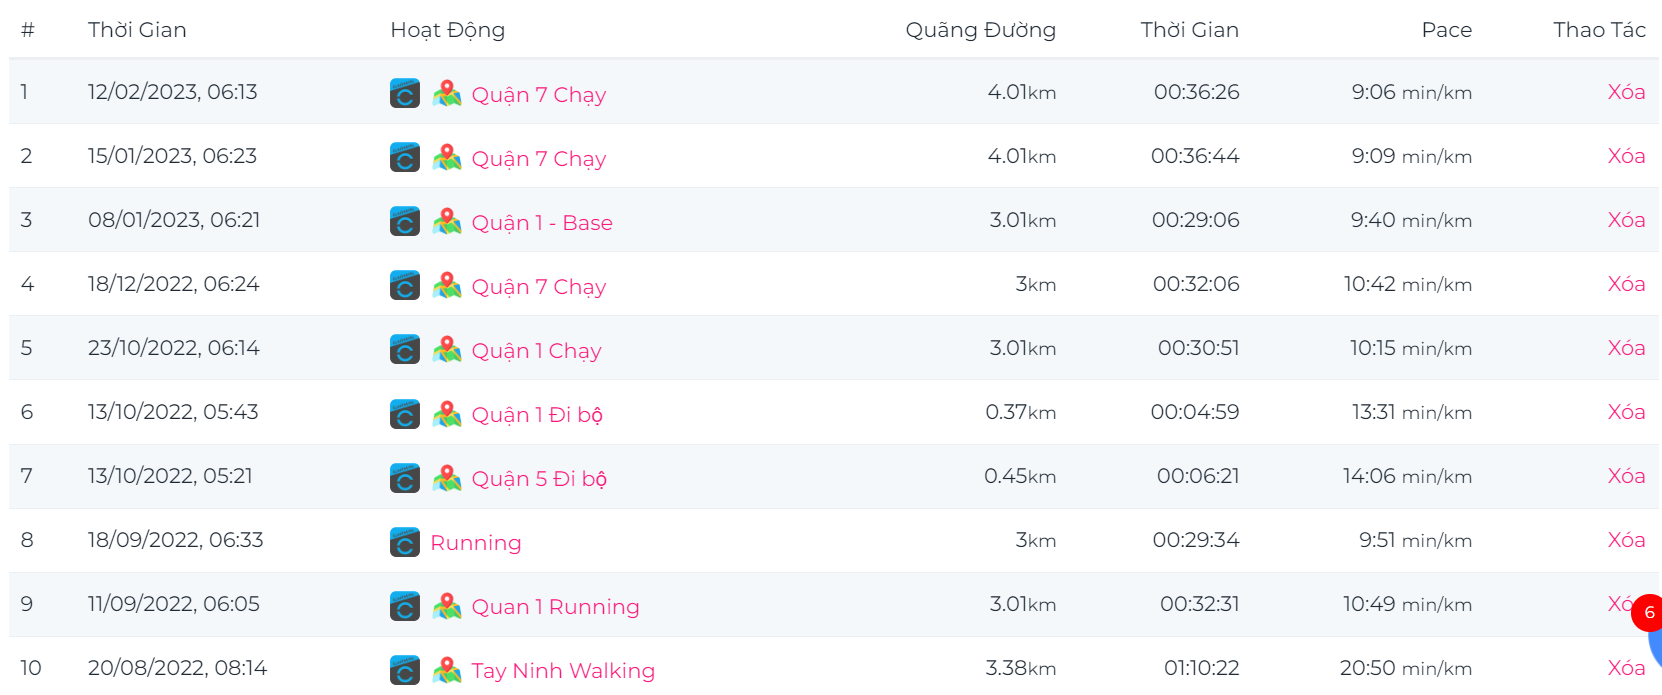 # Thời Gian Hoạt Động Quãng Đường Thời Gian Pace Thao Tác
1 12/02/2023, 06:13 Quận 7 Chạy 4.01km 00:36:26 9:06 min/km Xóa
2 15/01/2023, 06:23 Quận 7 Chạy 4.01km 00:36:44 9:09 min/km Xóa
3 08/01/2023, 06:21 Quận 1 - Base 3.01km 00:29:06 9:40 min/km Xóa
4 18/12/2022, 06:24 Quận 7 Chạy 3km 00:32:06 10:42 min/km Xóa
5 23/10/2022, 06:14 Quận 1 Chạy 3.01km 00:30:51 10:15 min/km Xóa
6 13/10/2022, 05:43 Quận 1 Đi bộ 0.37km 00:04:59 13:31 min/km Xóa
7 13/10/2022, 05:21 Quận 5 Đi bộ 0.45km 00:06:21 14:06 min/km Xóa
8 18/09/2022, 06:33 Running 3km 00:29:34 9:51 min/km Xóa
9 11/09/2022, 06:05 Quan 1 Running 3.01km 00:32:31 10:49 min/km 6
10 20/08/2022, 08:14 Tay Ninh Walking 3.38km 01:10:22 20:50 min/km Xóa